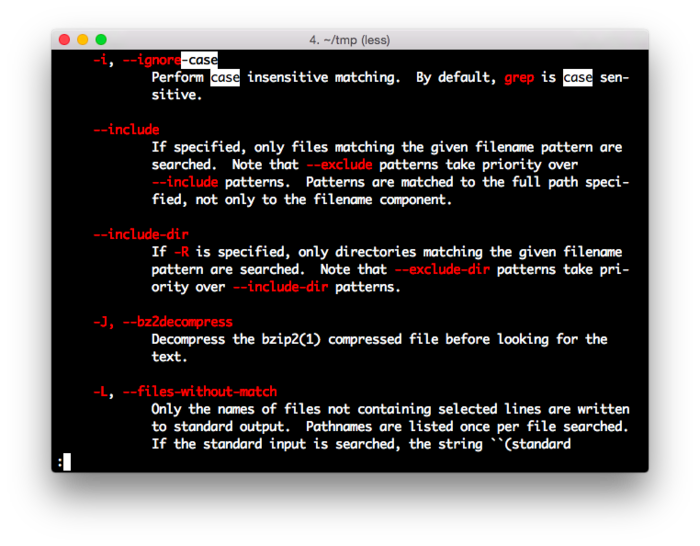 4. ~/tmp (less)
-i, --ignore-case
Perform case insensitive matching.  By default, grep is case sen-
sitive.
--include
If specified, only files matching the given filename pattern are
searched.  Note that --exclude patterns take priority over
--include patterns.  Patterns are matched to the full path speci-
fied, not only to the filename component.
--include-dir
If -R is specified, only directories matching the given filename
pattern are searched.  Note that --exclude-dir patterns take pri-
ority over --include-dir patterns.
-J, --bz2decompress
Decompress the bzip2(1) compressed file before looking for the
text.
-L, --files-without-match
Only the names of files not containing selected lines are written
to standard output.  Pathnames are listed once per file searched.
If the standard input is searched, the string ``(standard
: